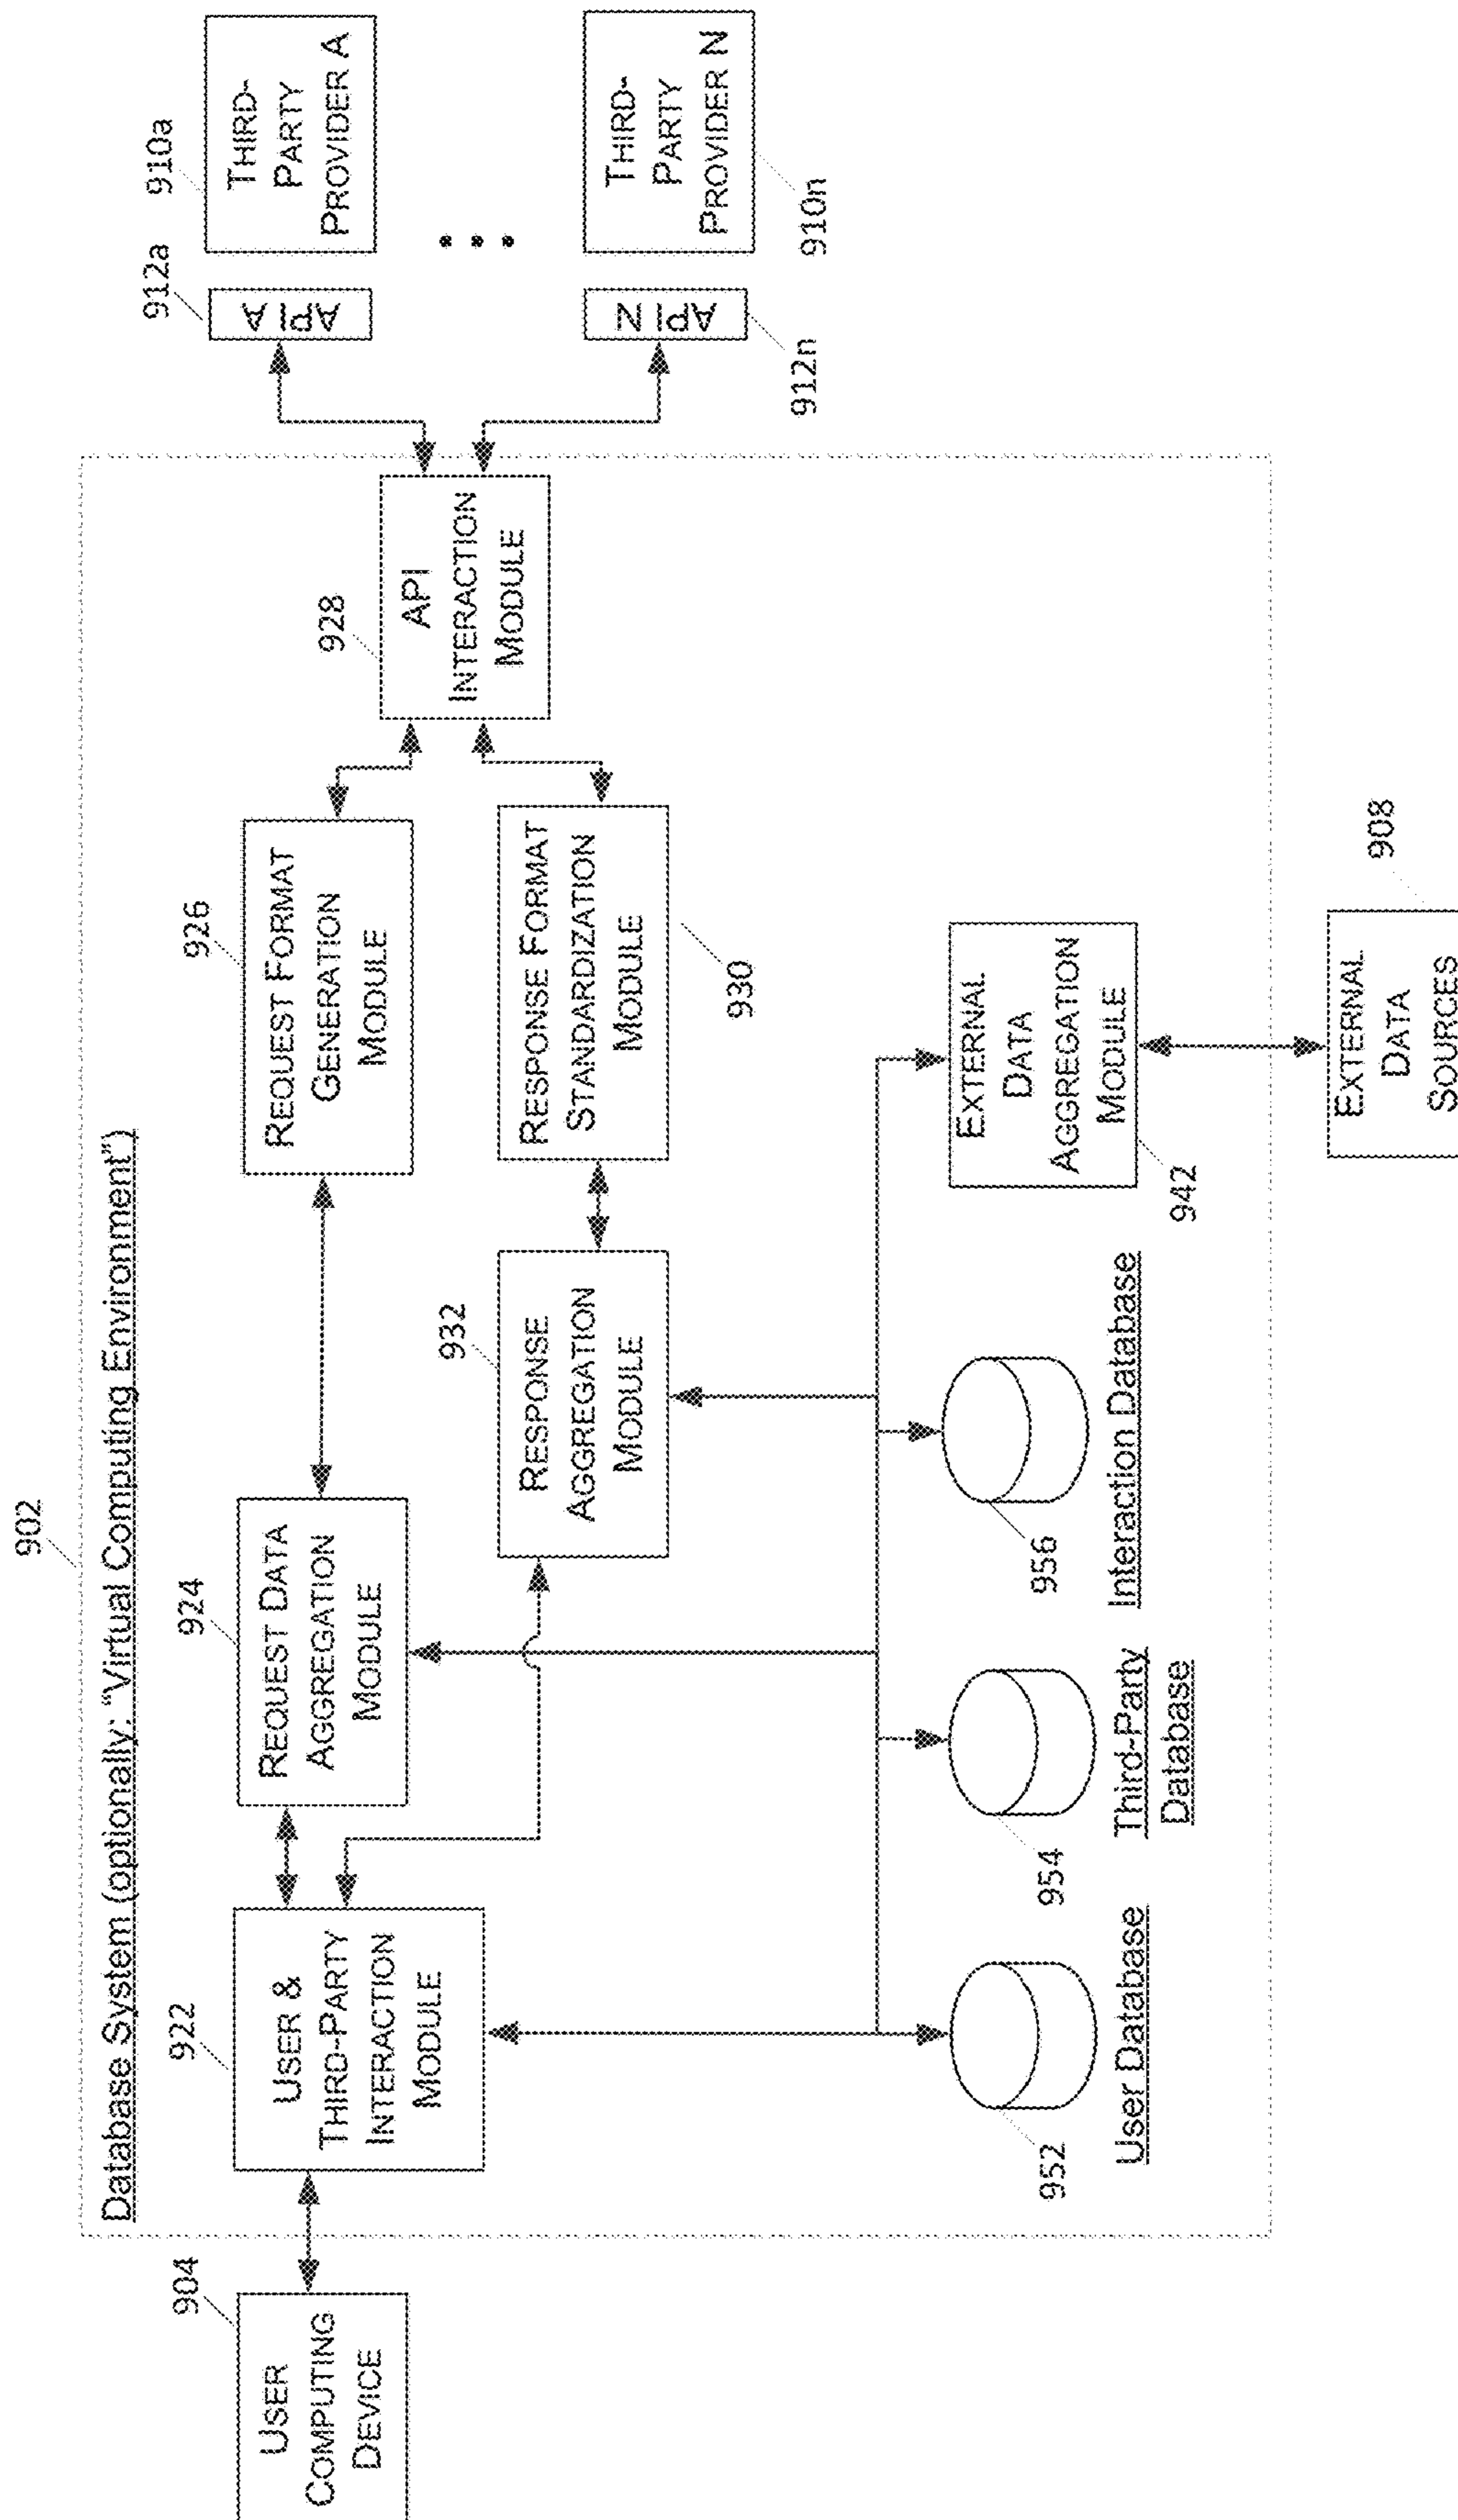 902
Database System (optionally: “Virtual Computing Environment”)
904
USER
COMPUTING
DEVICE
922
USER &
THIRD-PARTY
INTERACTION
MODULE
924
REQUEST DATA
AGGREGATION
MODULE
926
REQUEST FORMAT
GENERATION
MODULE
928
API
INTERACTION
MODULE
912a
API A
910a
THIRD-
PARTY
PROVIDER A
912n
API N
910n
THIRD-
PARTY
PROVIDER N
932
RESPONSE
AGGREGATION
MODULE
930
RESPONSE FORMAT
STANDARDIZATION
MODULE
952
User Database
954
Third-Party
Database
956
Interaction Database
942
EXTERNAL
DATA
AGGREGATION
MODULE
908
EXTERNAL
DATA
SOURCES